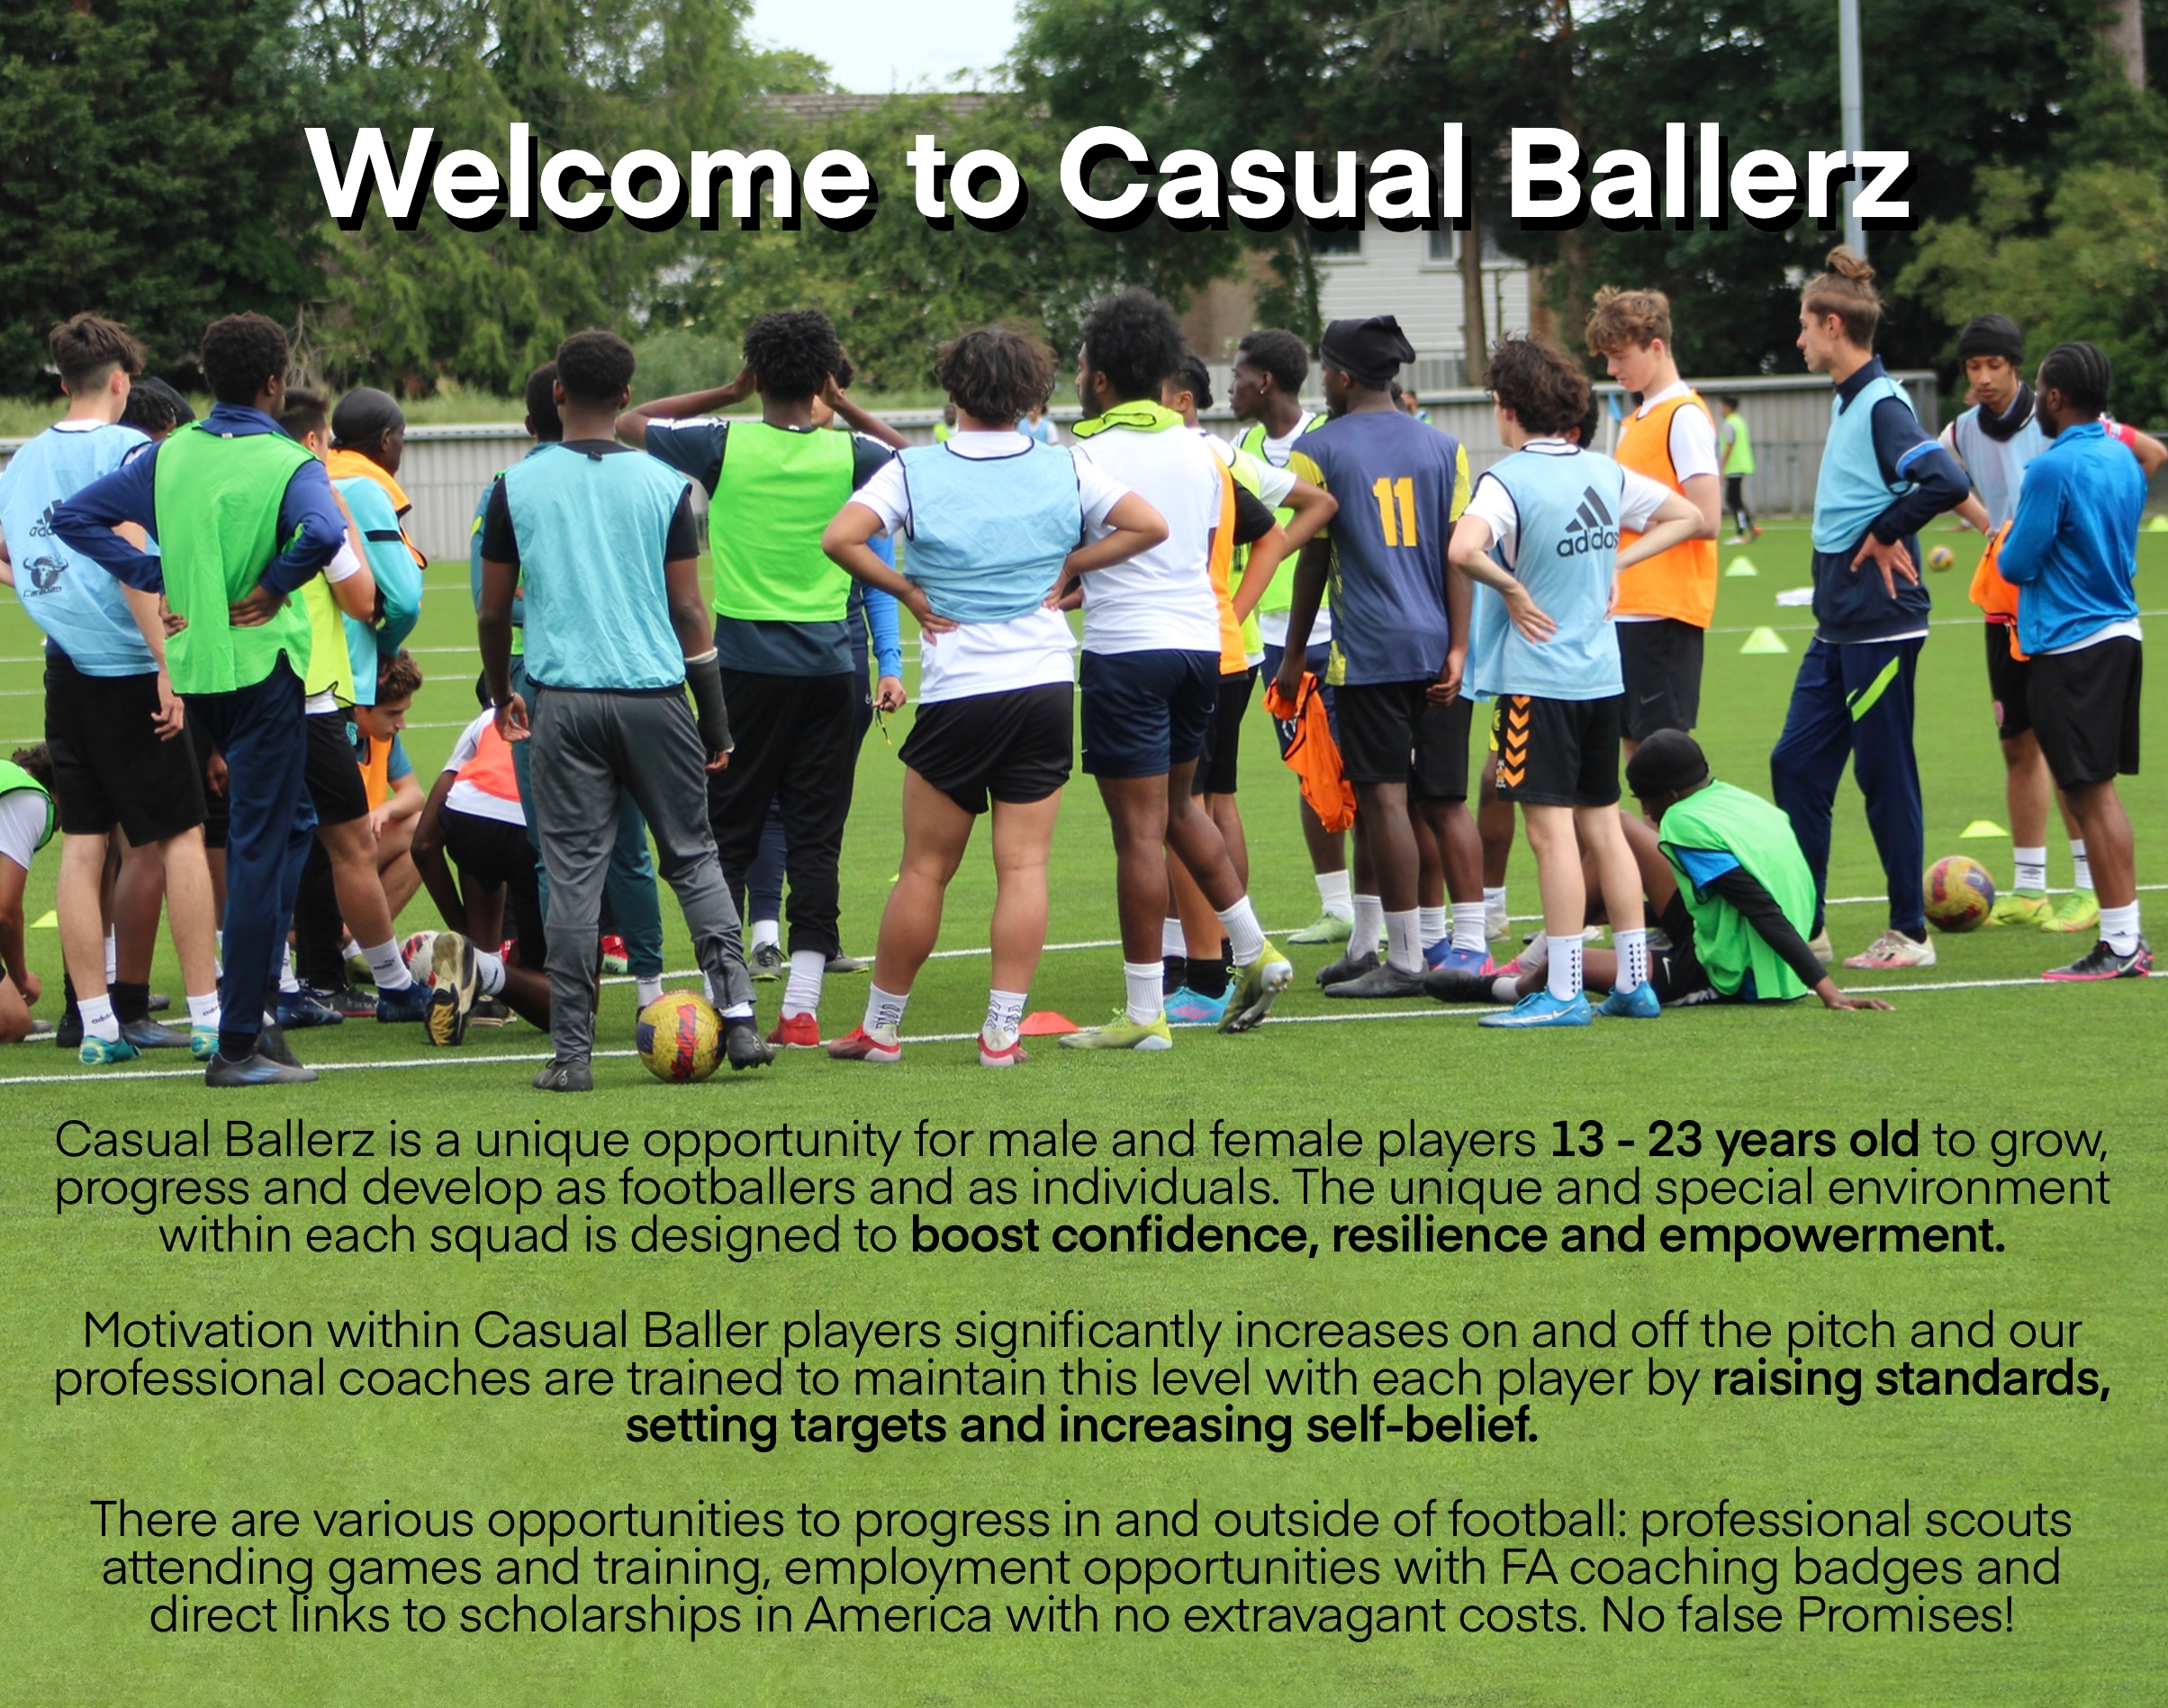 Welcome to Casual Ballerz
11
adidas
Casual Ballerz is a unique opportunity for male and female players 13 - 23 years old to grow,
progress and develop as footballers and as individuals. The unique and special environment
within each squad is designed to boost confidence, resilience and empowerment.
Motivation within Casual Baller players significantly increases on and off the pitch and our
professional coaches are trained to maintain this level with each player by raising standards,
setting targets and increasing self-belief.
There are various opportunities to progress in and outside of football: professional scouts
attending games and training, employment opportunities with FA coaching badges and
direct links to scholarships in America with no extravagant costs. No false Promises!